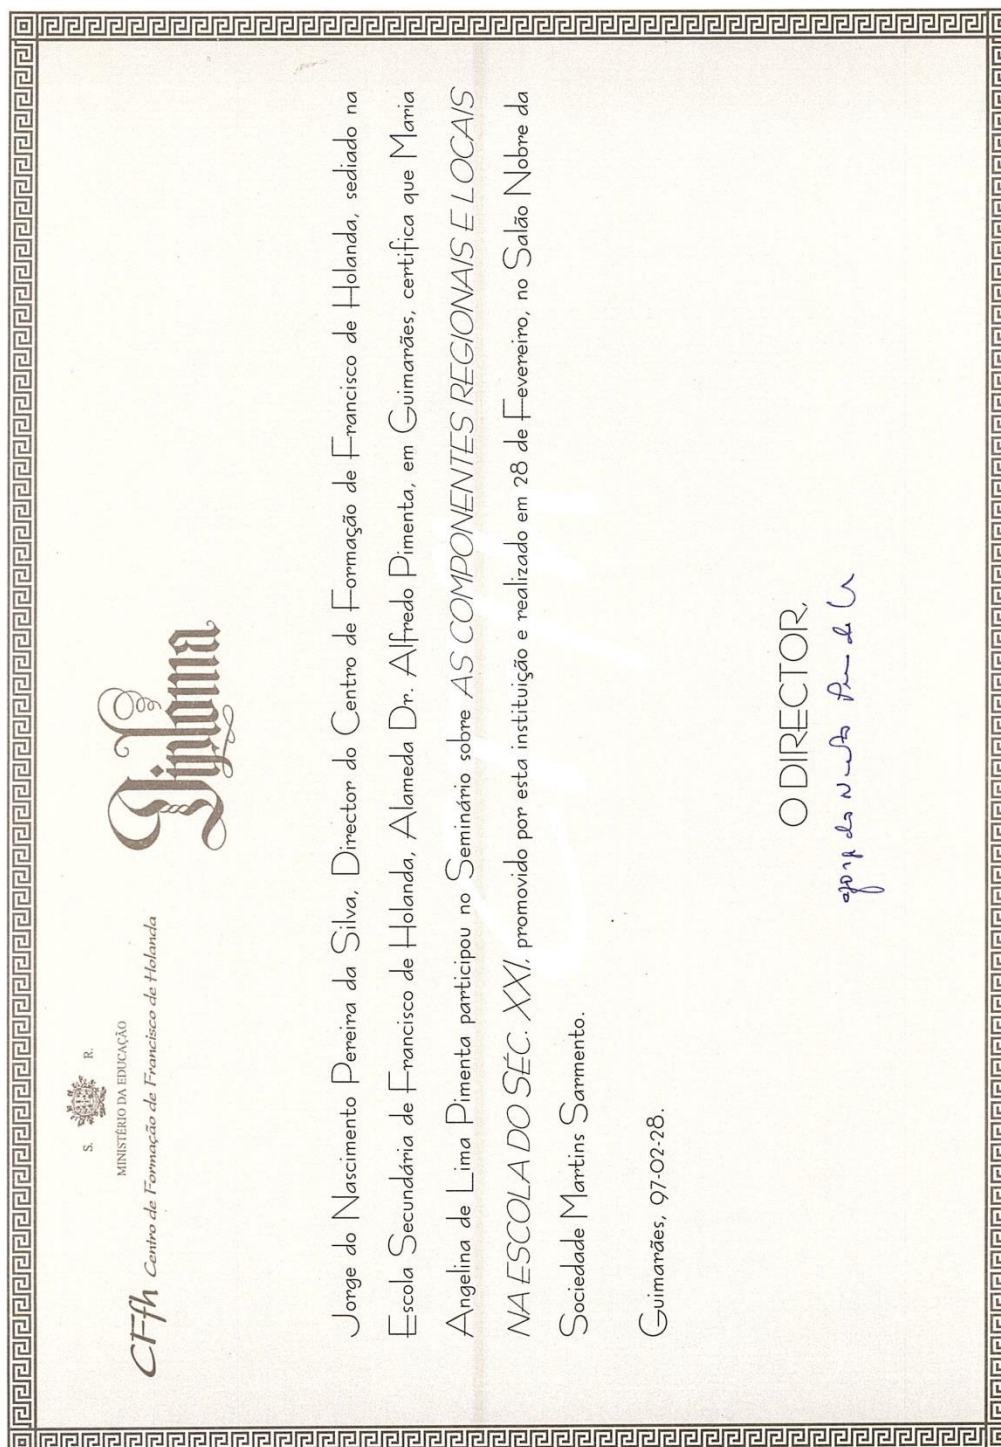 S. R.
MINISTÉRIO DA EDUCAÇÃO
CFfh Centro de Formação de Francisco de Holanda
Diploma
Jorge do Nascimento Pereira da Silva, Director do Centro de Formação de Francisco de Holanda, sediado na
Escola Secundária de Francisco de Holanda, Alameda Dr. Alfredo Pimenta, em Guimarães, certifica que Maria
Angelina de Lima Pimenta participou no Seminário sobre AS COMPONENTES REGIONAIS E LOCAIS
NA ESCOLA DO SÉC. XXI, promovido por esta instituição e realizado em 28 de Fevereiro, no Salão Nobre da
Sociedade Martins Sarmento.
Guimarães, 97-02-28.
O DIRECTOR,